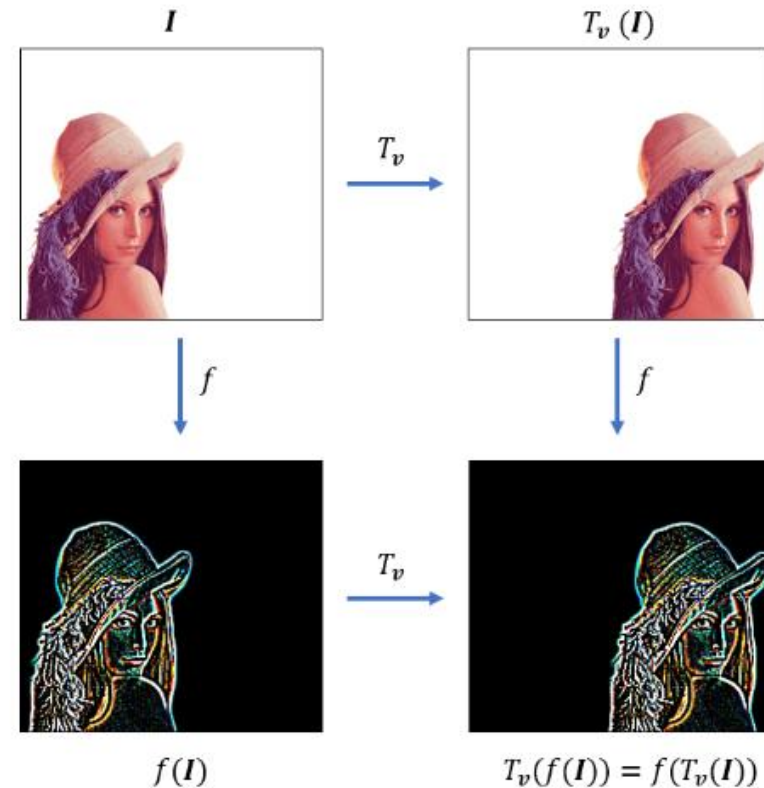 I
T_v (I)
T_v
f
f
T_v
f(I)
T_v(f(I)) = f(T_v(I))